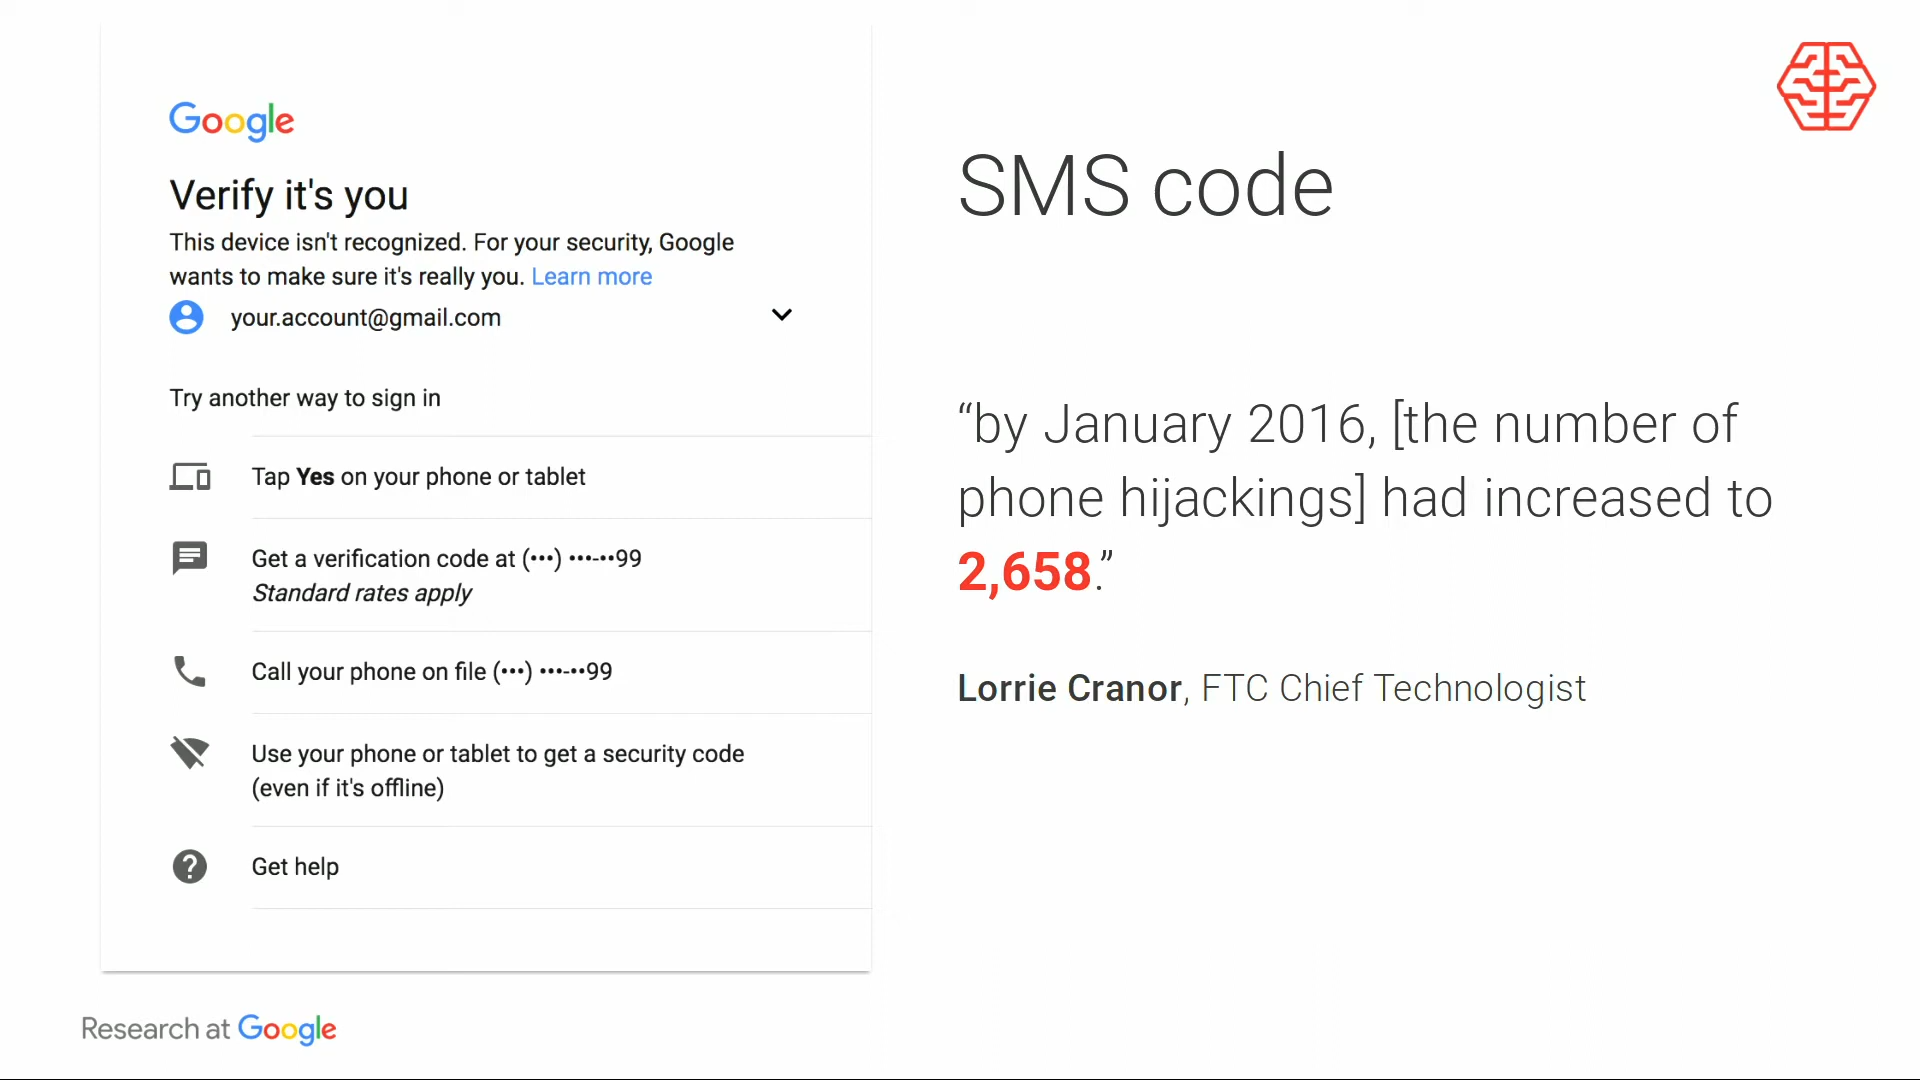 Google
Verify it's you
This device isn't recognized. For your security, Google
wants to make sure it's really you. Learn more
your.account@gmail.com
Try another way to sign in
Tap Yes on your phone or tablet
Get a verification code at (•••) •••-••99
Standard rates apply
Call your phone on file (•••) •••-••99
Use your phone or tablet to get a security code
(even if it's offline)
Get help
SMS code
“by January 2016, [the number of
phone hijackings] had increased to
2,658.”
Lorrie Cranor, FTC Chief Technologist
Research at Google